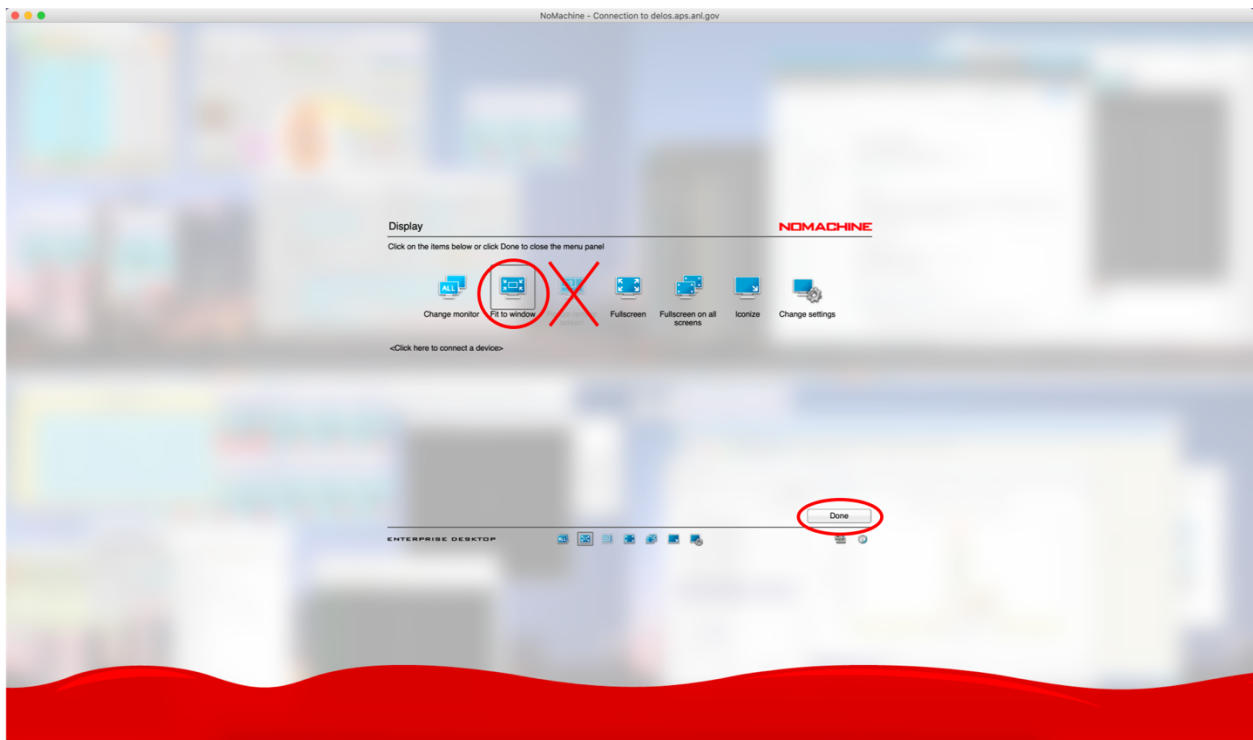 NoMachine - Connection to delos.aps.anl.gov
Display
NOMACHINE
Click on the items below or click Done to close the menu panel
ALL
Change monitor
Fit to window
Fullscreen
Fullscreen on all
screens
Iconize
Change settings
<Click here to connect a device>
Done
ENTERPRISE DESKTOP